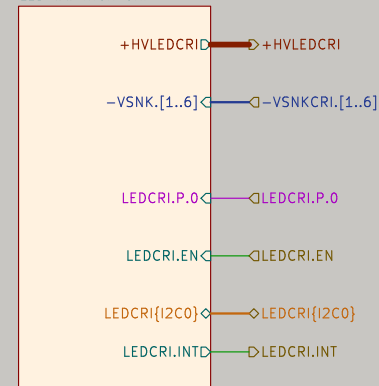 +HVLEDCRI +HVLEDCRI
-VSNK.[1..6] -VSNKCRI.[1..6]
LEDCRI.P.0 LEDCRI.P.0
LEDCRI.EN LEDCRI.EN
LEDCRI{I2C0} LEDCRI{I2C0}
LEDCRI.INT LEDCRI.INT